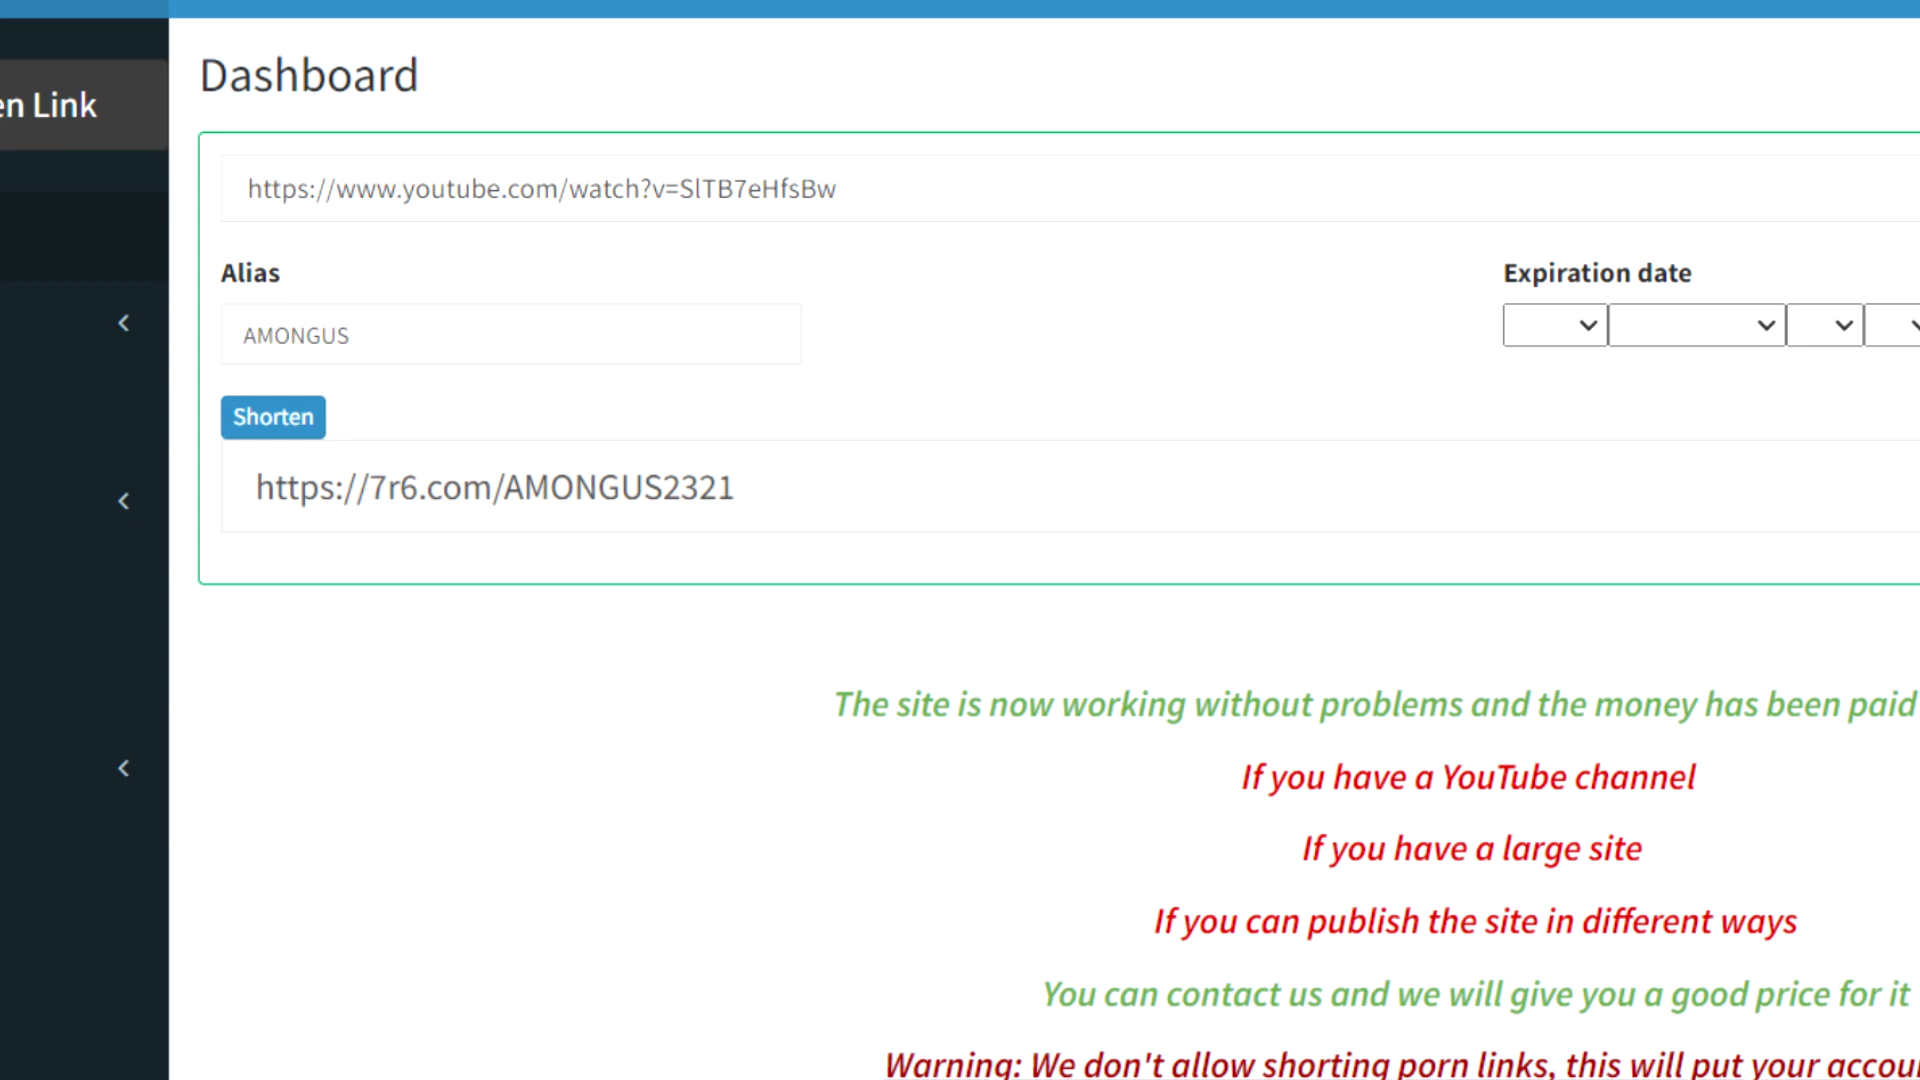 Dashboard
en Link
https://www.youtube.com/watch?v=SlTB7eHfsBw
Alias
Expiration date
AMONGUS
Shorten
https://7r6.com/AMONGUS2321
The site is now working without problems and the money has been paid
If you have a YouTube channel
If you have a large site
If you can publish the site in different ways
You can contact us and we will give you a good price for it
Warning: We don't allow shorting porn links, this will put your accou